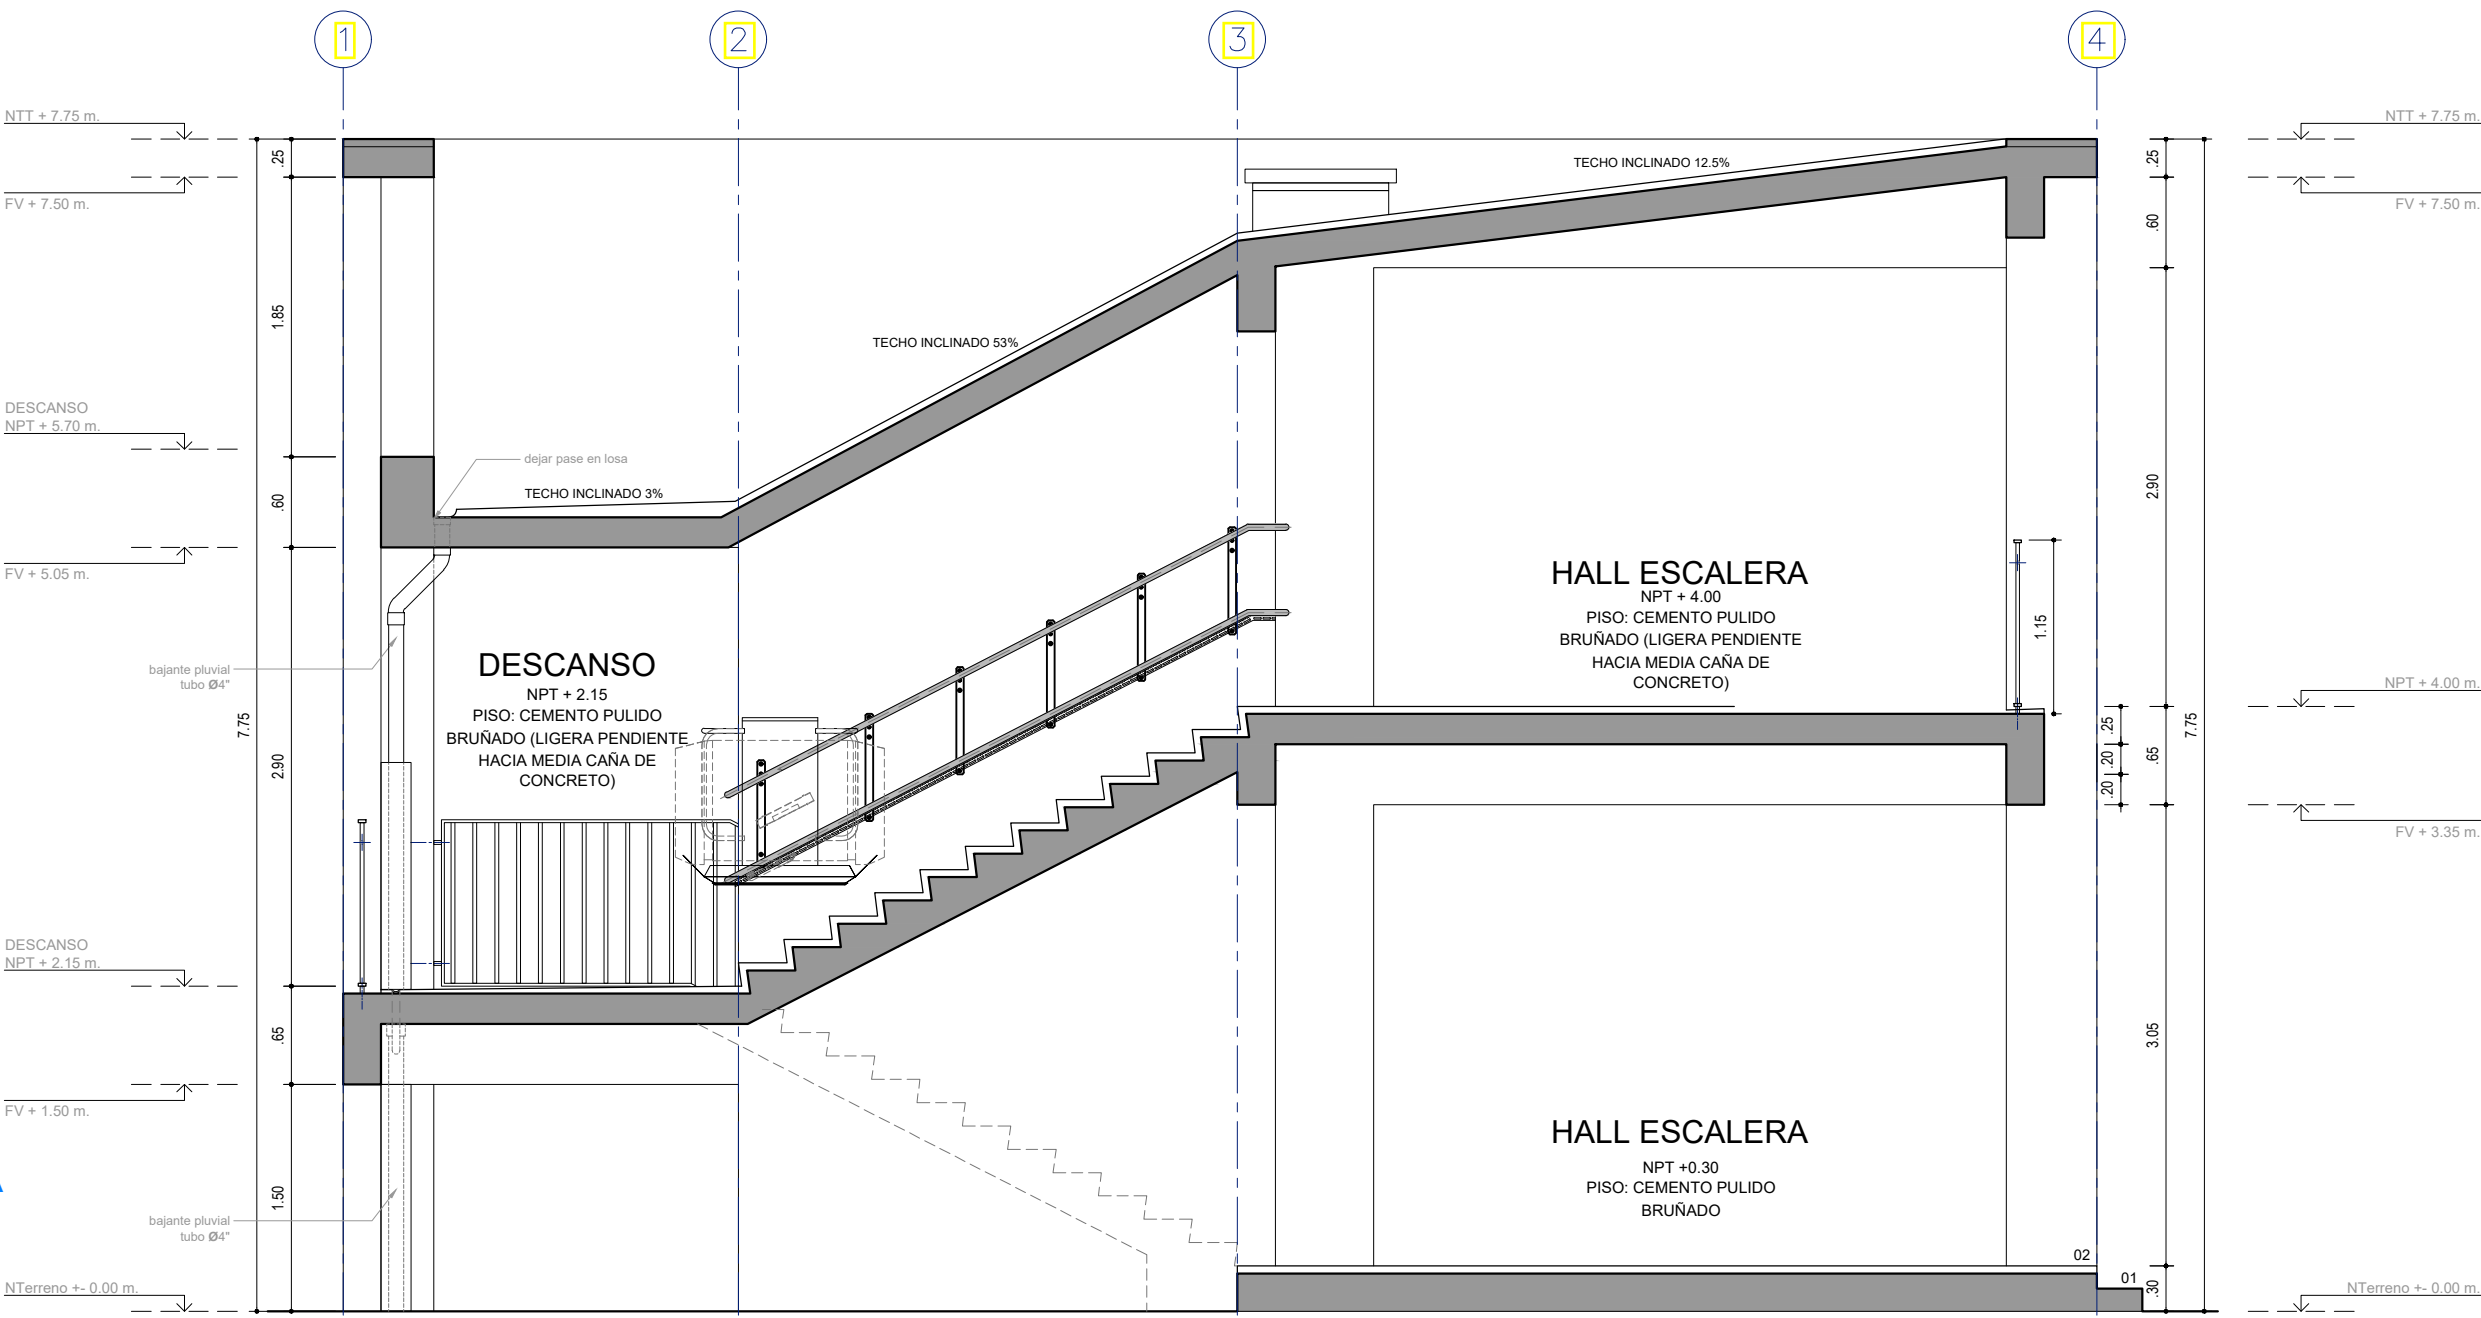 1
2
3
4
NTT + 7.75 m.
FV + 7.50 m.
DESCANSO
NPT + 5.70 m.
FV + 5.05 m.
bajante pluvial
tubo Ø4"
DESCANSO
NPT + 2.15 m.
FV + 1.50 m.
bajante pluvial
tubo Ø4"
NTerreno +- 0.00 m.
7.75
.25
1.85
.60
2.90
.65
1.50
dejar pase en losa
TECHO INCLINADO 3%
TECHO INCLINADO 53%
TECHO INCLINADO 12.5%
DESCANSO
NPT + 2.15
PISO: CEMENTO PULIDO
BRUÑADO (LIGERA PENDIENTE
HACIA MEDIA CAÑA DE
CONCRETO)
HALL ESCALERA
NPT + 4.00
PISO: CEMENTO PULIDO
BRUÑADO (LIGERA PENDIENTE
HACIA MEDIA CAÑA DE
CONCRETO)
1.15
HALL ESCALERA
NPT +0.30
PISO: CEMENTO PULIDO
BRUÑADO
02
01
.25
.60
2.90
.25
.20
.20
.65
3.05
.30
7.75
NTT + 7.75 m.
FV + 7.50 m.
NPT + 4.00 m.
FV + 3.35 m.
NTerreno +- 0.00 m.